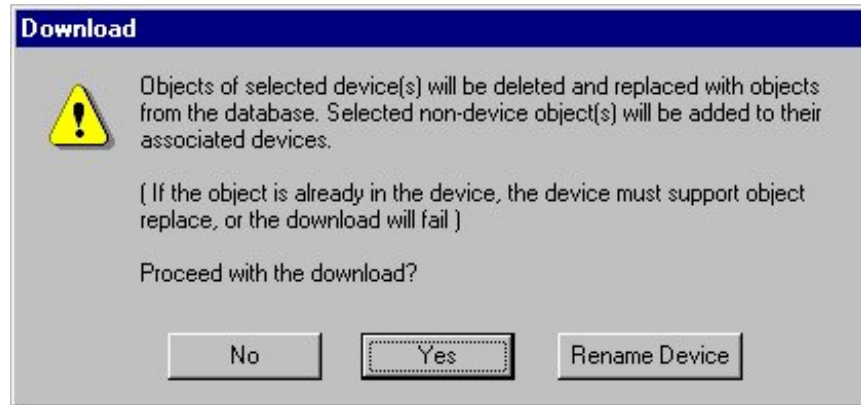 Download
Objects of selected device(s) will be deleted and replaced with objects
from the database. Selected non-device object(s) will be added to their
associated devices.
( If the object is already in the device, the device must support object
replace, or the download will fail )
Proceed with the download?
No
Yes
Rename Device